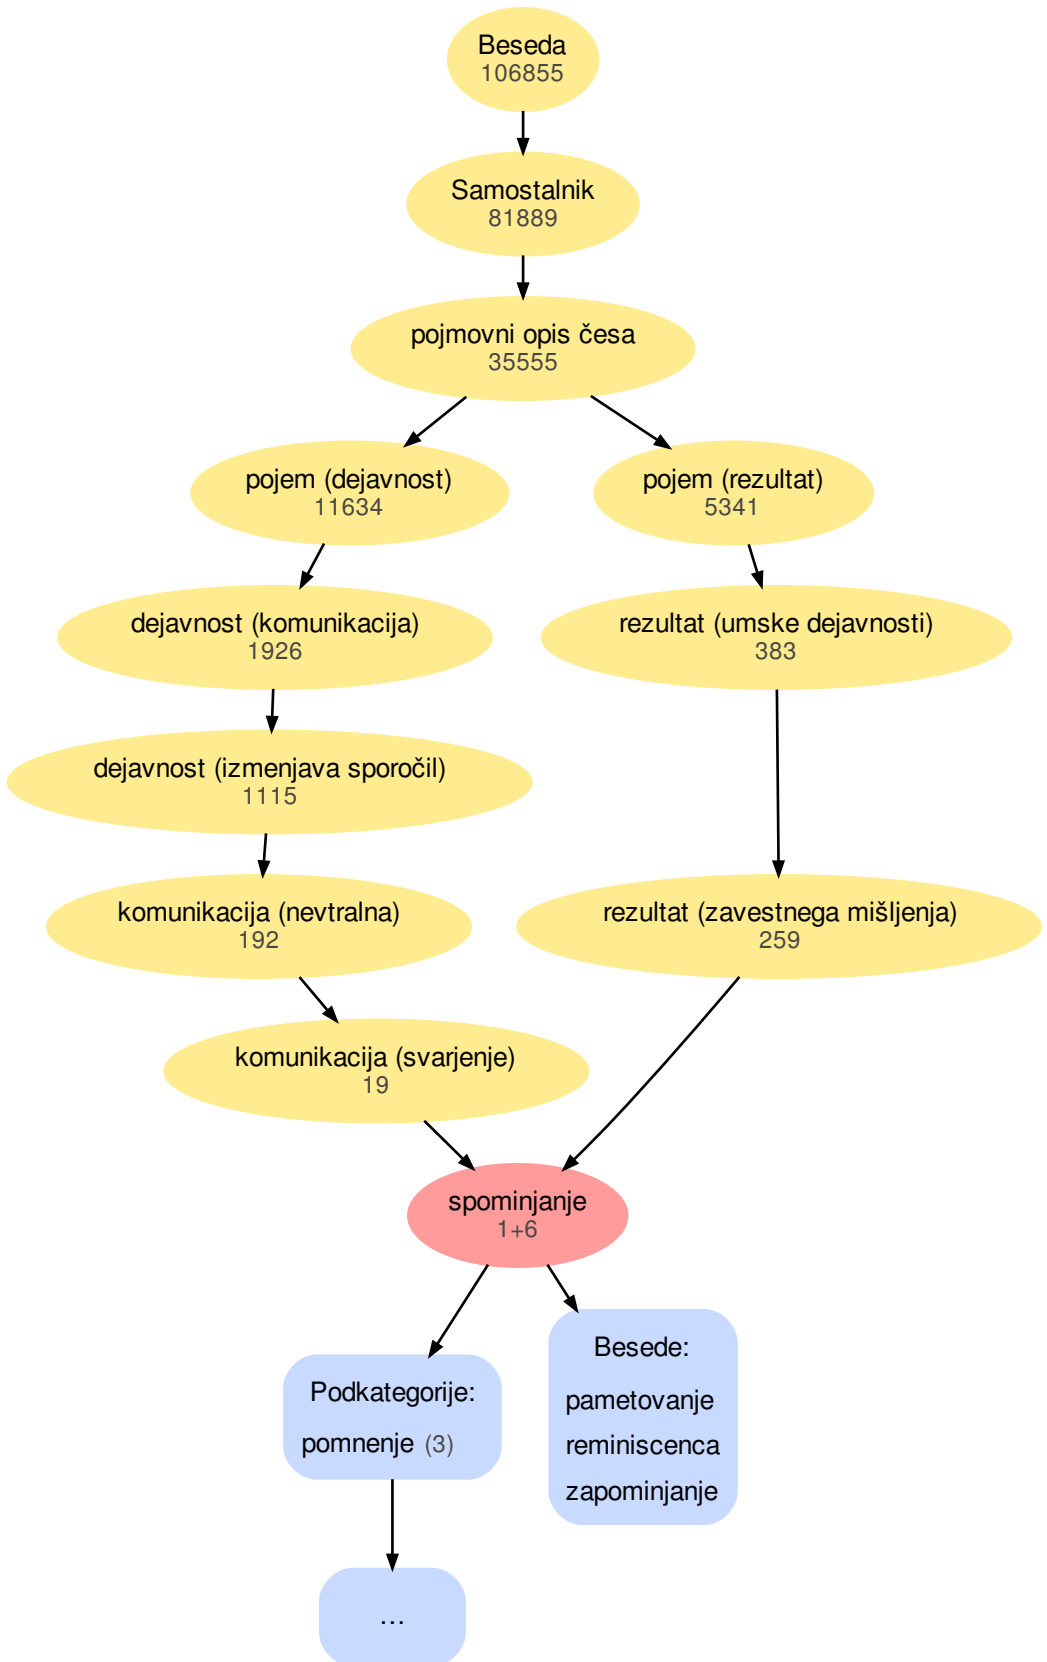 Beseda
106855
Samostalnik
81889
pojmovni opis česa
35555
pojem (dejavnost)
11634
pojem (rezultat)
5341
dejavnost (komunikacija)
1926
rezultat (umske dejavnosti)
383
dejavnost (izmenjava sporočil)
1115
komunikacija (nevtralna)
192
rezultat (zavestnega mišljenja)
259
komunikacija (svarjenje)
19
spominjanje
1+6
Podkategorije:
pomnenje (3)
Besede:
pametovanje
reminiscenca
zapominjanje
...